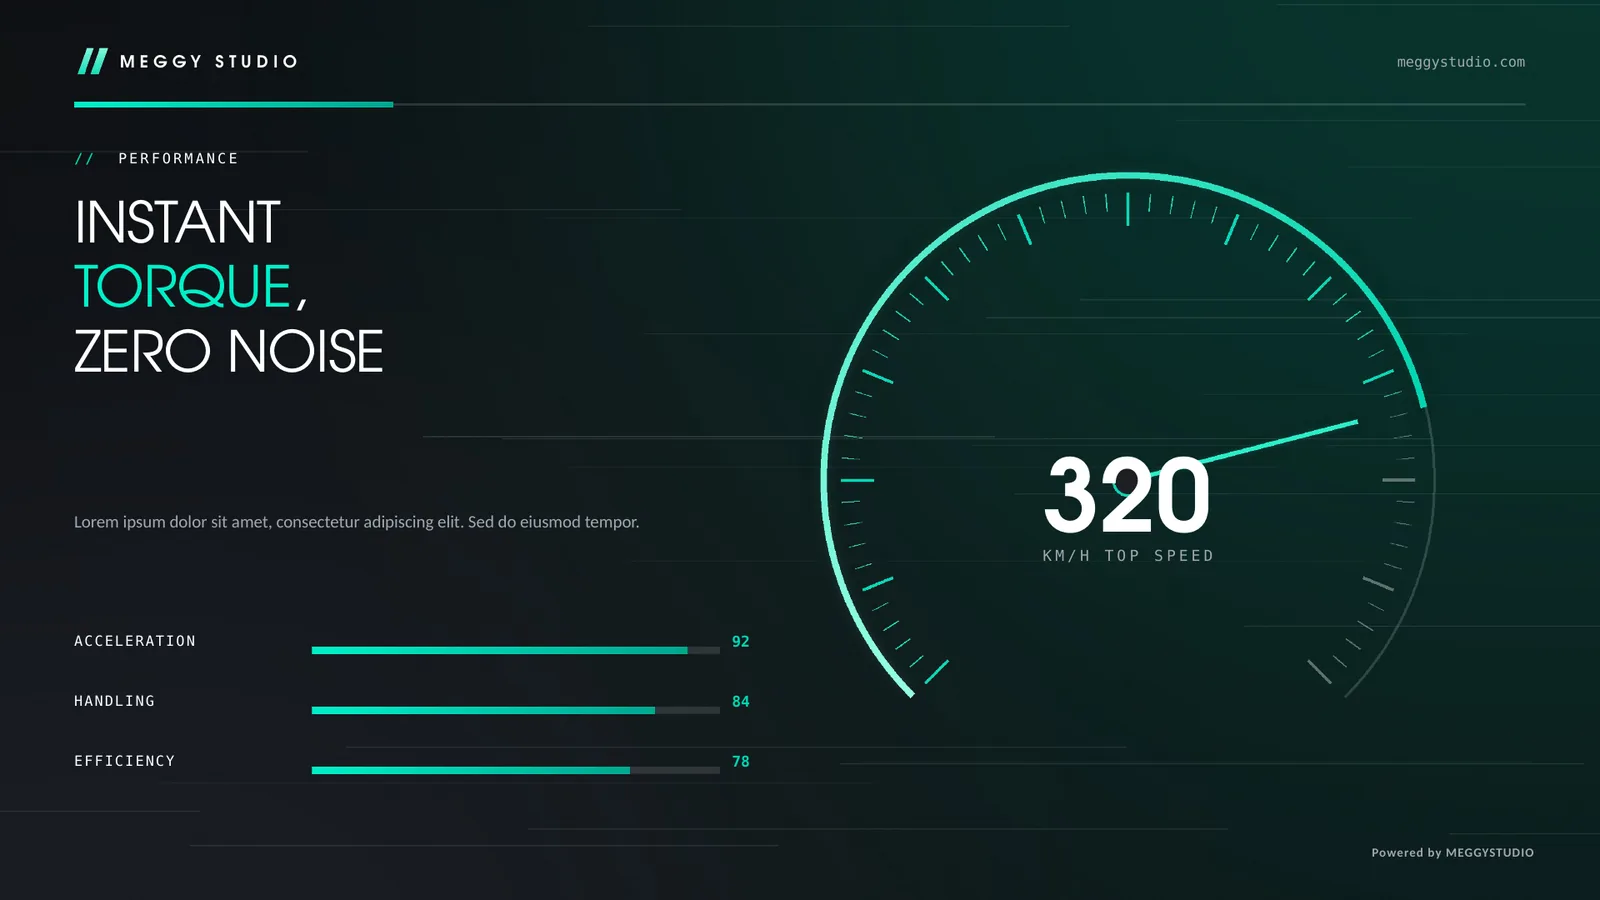 MEGGY STUDIO
meggystudio.com
// PERFORMANCE
INSTANT
TORQUE,
ZERO NOISE
Lorem ipsum dolor sit amet, consectetur adipiscing elit. Sed do eiusmod tempor.
ACCELERATION 92
HANDLING 84
EFFICIENCY 78
320
KM/H TOP SPEED
Powered by MEGGYSTUDIO